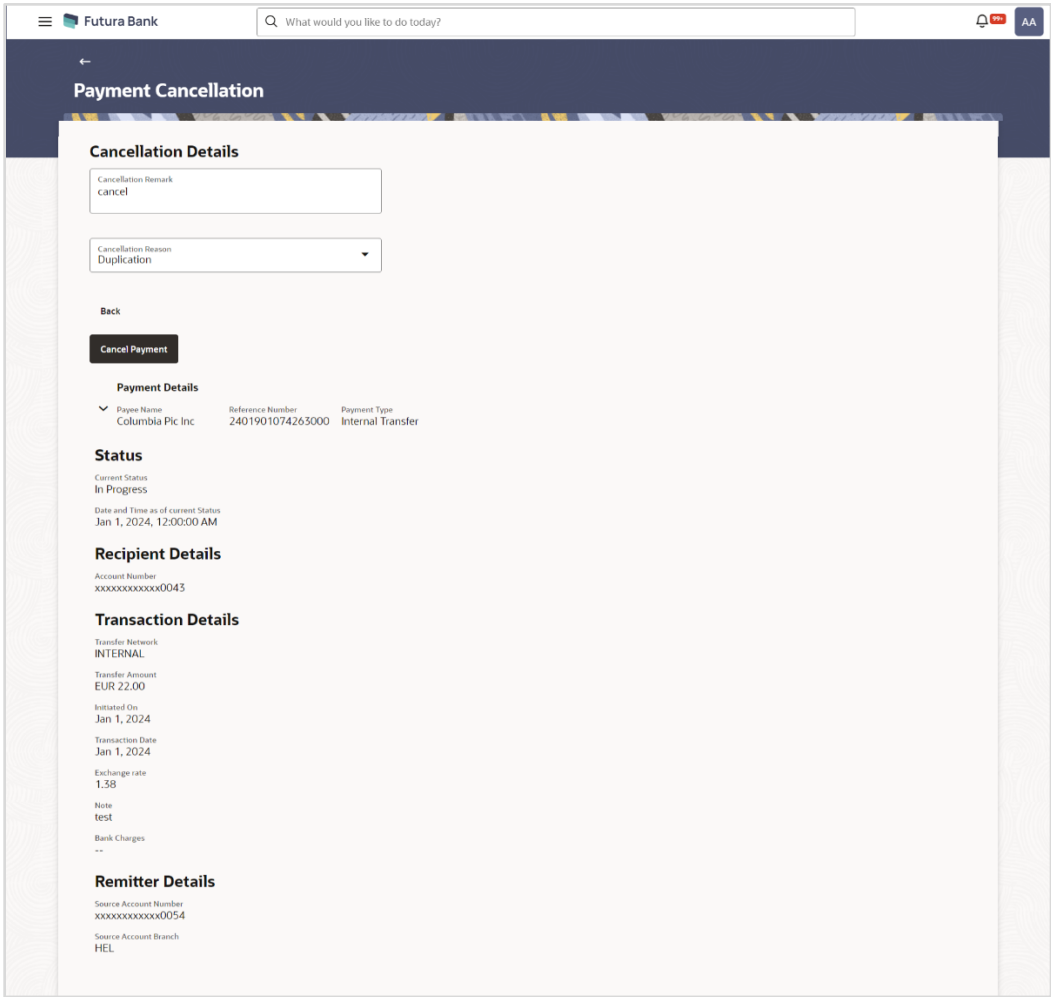 Futura Bank
What would you like to do today?
99+
AA
Payment Cancellation
Cancellation Details
Cancellation Remark
cancel
Cancellation Reason
Duplication
Back
Cancel Payment
Payment Details
Payee Name Reference Number Payment Type
Columbia Pic Inc 2401901074263000 Internal Transfer
Status
Current Status
In Progress
Date and Time as of current Status
Jan 1, 2024, 12:00:00 AM
Recipient Details
Account Number
xxxxxxxxxxxx0043
Transaction Details
Transfer Network
INTERNAL
Transfer Amount
EUR 22.00
Initiated On
Jan 1, 2024
Transaction Date
Jan 1, 2024
Exchange rate
1.38
Note
test
Bank Charges
--
Remitter Details
Source Account Number
xxxxxxxxxxxx0054
Source Account Branch
HEL